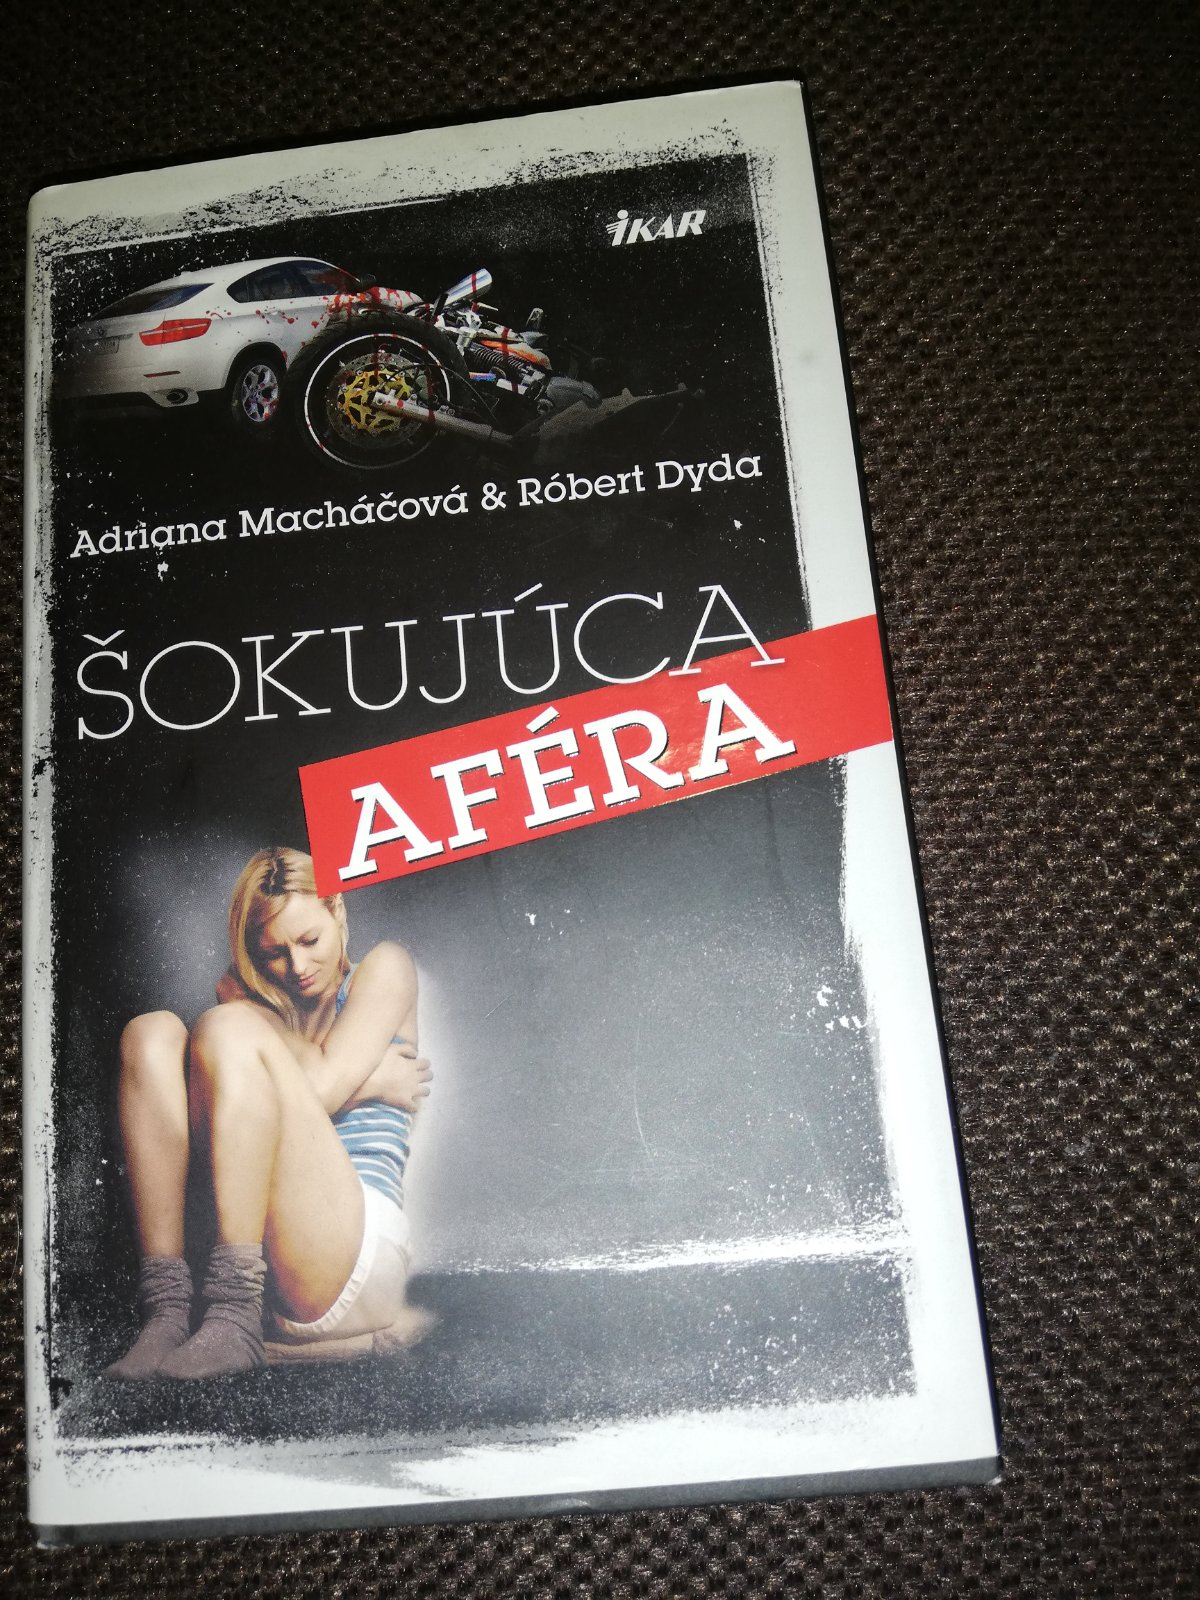 iKAR
Adriana Macháčová & Róbert Dyda
ŠOKUJÚCA
AFÉRA